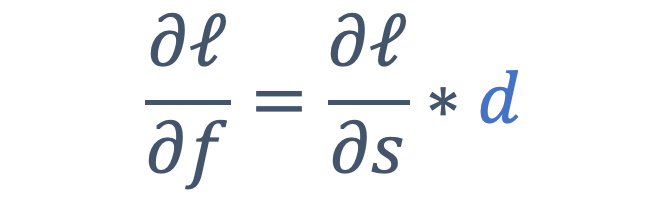 ∂ℓ/∂f = ∂ℓ/∂s * d